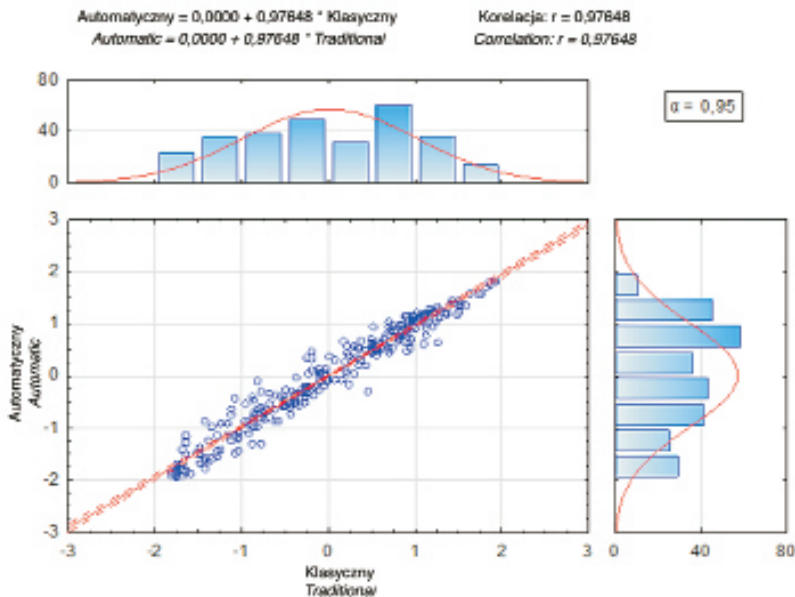 Automatyczny = 0,0000 + 0,97648 * Klasyczny
Automatic = 0,0000 + 0,97648 * Traditional
Korelacja: r = 0,97648
Correlation: r = 0,97648
80
40
0
α = 0,95
3
2
1
0
-1
-2
-3
Automatyczny
Automatic
-3
-2
-1
0
1
2
3
Klasyczny
Traditional
0
40
80